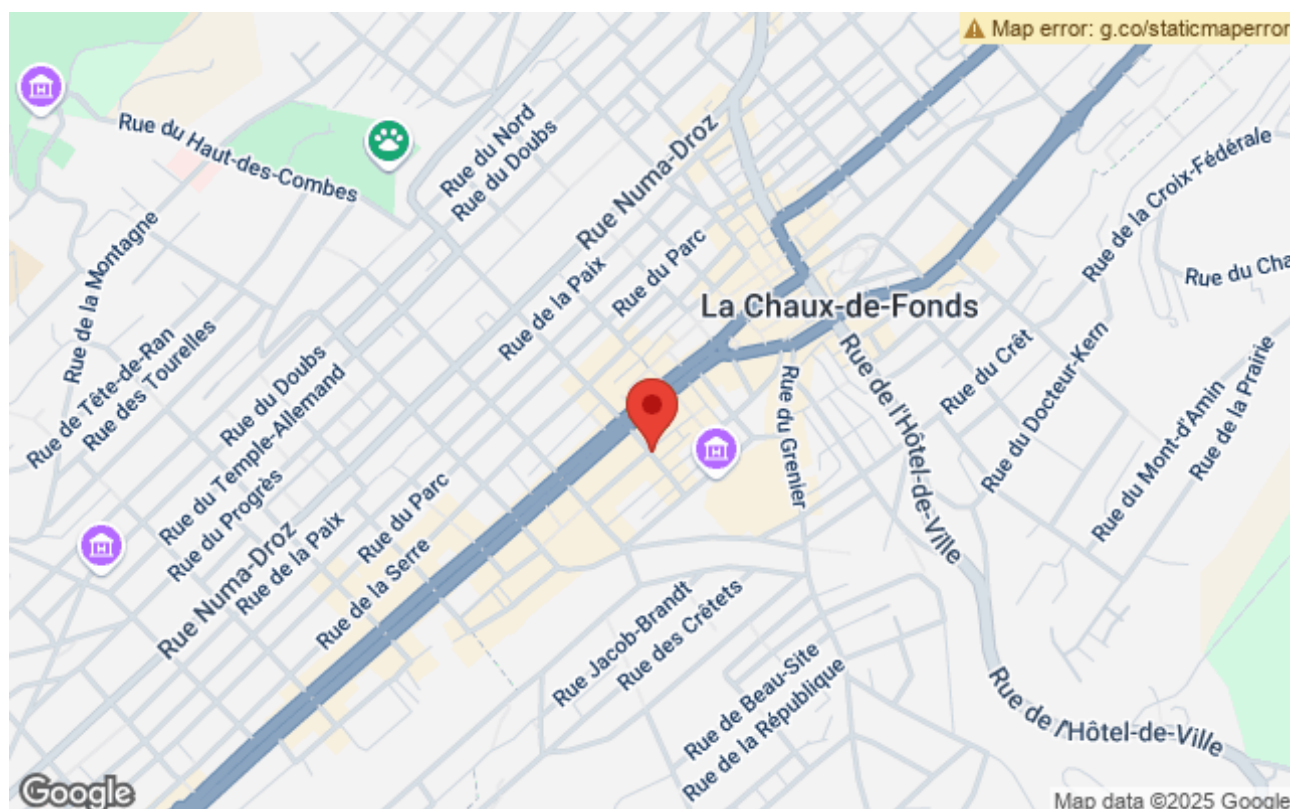 Map error: g.co/staticmaperror
Rue du Haut-des-Combes
Rue du Nord
Rue du Doubs
Rue Numa-Droz
Rue de la Croix-Fédérale
Rue de la Montagne
Rue de la Paix
Rue du Parc
Rue du Cha
La Chaux-de-Fonds
Rue de Tête-de-Ran
Rue des Tourelles
Rue du Doubs
Rue du Temple-Allemand
Rue du Progrès
Rue Numa-Droz
Rue de la Paix
Rue du Parc
Rue de la Serre
Rue du Grenier
Rue de l'Hôtel-de-Ville
Rue du Crêt
Rue du Docteur-Kern
Rue du Mont-d'Amin
Rue de la Prairie
Rue Jacob-Brandt
Rue des Crêtets
Rue de Beau-Site
Rue de la République
Rue de l'Hôtel-de-Ville
Google
Map data ©2025 Google